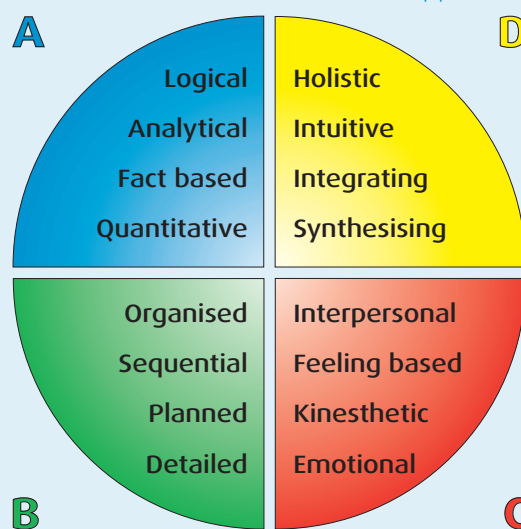 A
Logical
Analytical
Fact based
Quantitative
D
Holistic
Intuitive
Integrating
Synthesising
B
Organised
Sequential
Planned
Detailed
C
Interpersonal
Feeling based
Kinesthetic
Emotional